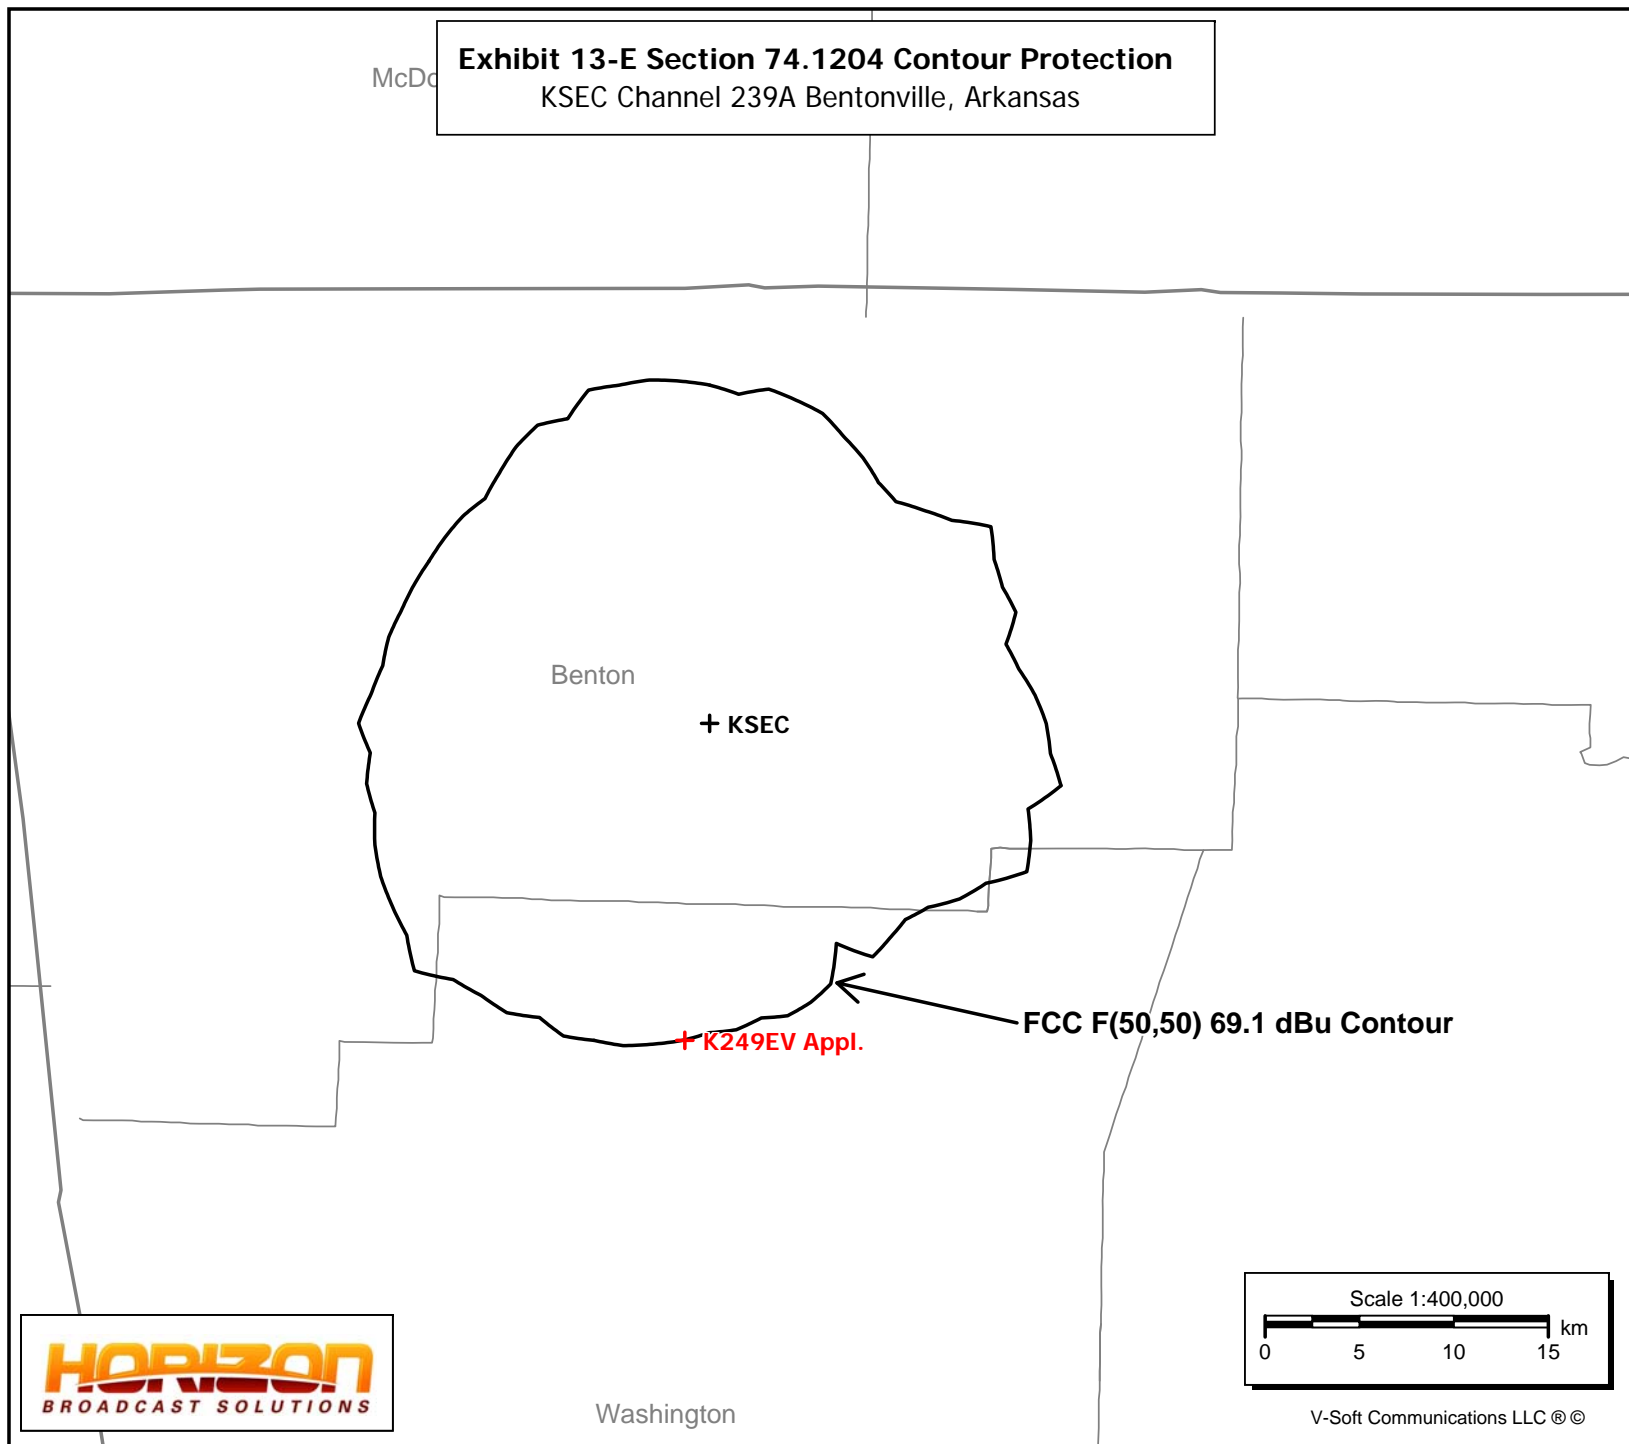 Exhibit 13-E Section 74.1204 Contour Protection
KSEC Channel 239A Bentonville, Arkansas
McDo
Benton
KSEC
FCC F(50,50) 69.1 dBu Contour
K249EV Appl.
Scale 1:400,000
km
0 5 10 15
HORIZON
BROADCAST SOLUTIONS
Washington
V-Soft Communications LLC ® ©